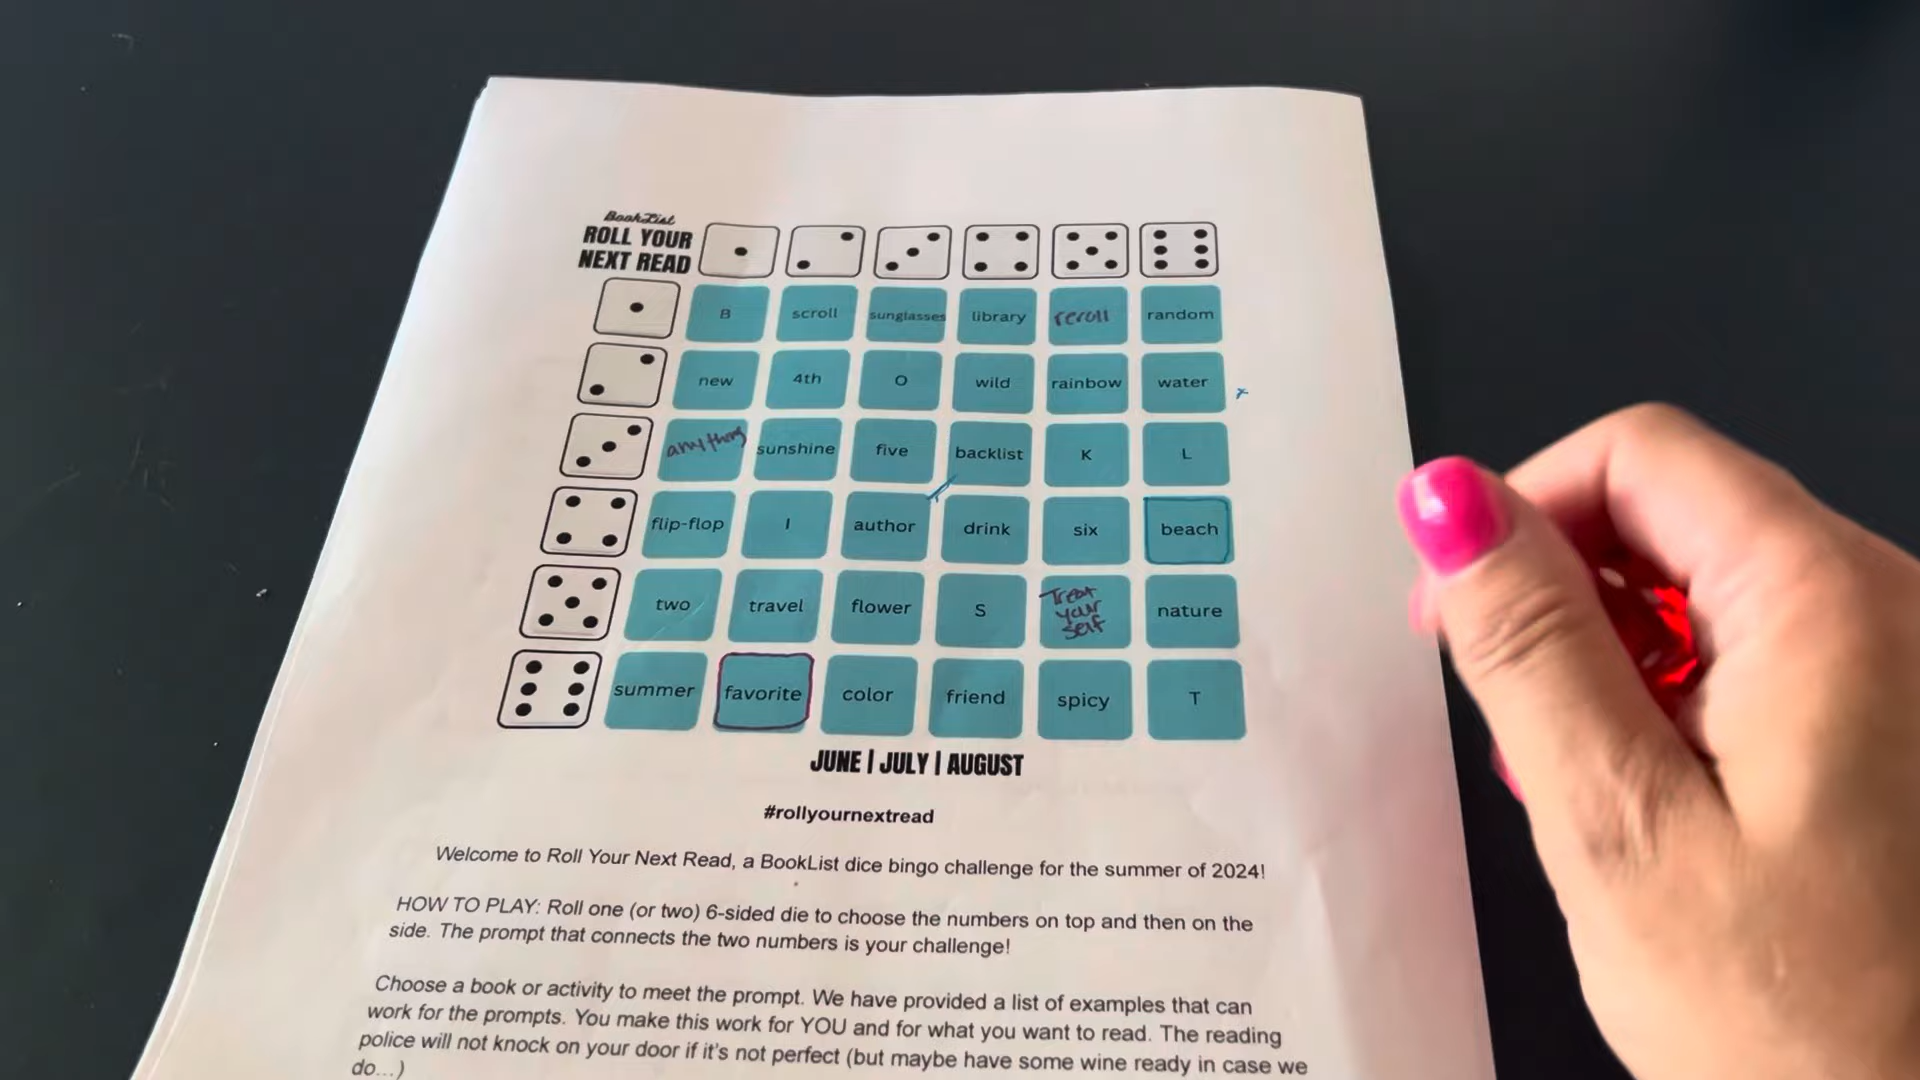 BookList
ROLL YOUR
NEXT READ
B scroll sunglasses library reroll random
new 4th O wild rainbow water
anything sunshine five backlist K L
flip-flop I author drink six beach
two travel flower S Treat your self nature
summer favorite color friend spicy T
JUNE | JULY | AUGUST
#rollyournextread
Welcome to Roll Your Next Read, a BookList dice bingo challenge for the summer of 2024!
HOW TO PLAY: Roll one (or two) 6-sided die to choose the numbers on top and then on the
side. The prompt that connects the two numbers is your challenge!
Choose a book or activity to meet the prompt. We have provided a list of examples that can
work for the prompts. You make this work for YOU and for what you want to read. The reading
police will not knock on your door if it's not perfect (but maybe have some wine ready in case we
do...)